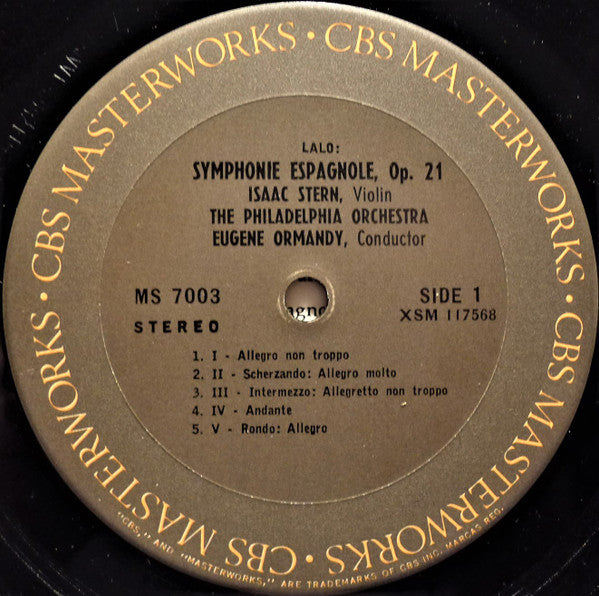 CBS MASTERWORKS • CBS MASTERWORKS • CBS MASTERWORKS • CBS MASTERWORKS •
LALO:
SYMPHONIE ESPAGNOLE, Op. 21
ISAAC STERN, Violin
THE PHILADELPHIA ORCHESTRA
EUGENE ORMANDY, Conductor
MS 7003
STEREO
SIDE 1
XSM 117568
agno
1. I - Allegro non troppo
2. II - Scherzando: Allegro molto
3. III - Intermezzo: Allegretto non troppo
4. IV - Andante
5. V - Rondo: Allegro
"CBS," AND "MASTERWORKS," ARE TRADEMARKS OF CBS INC. MARCAS REG.